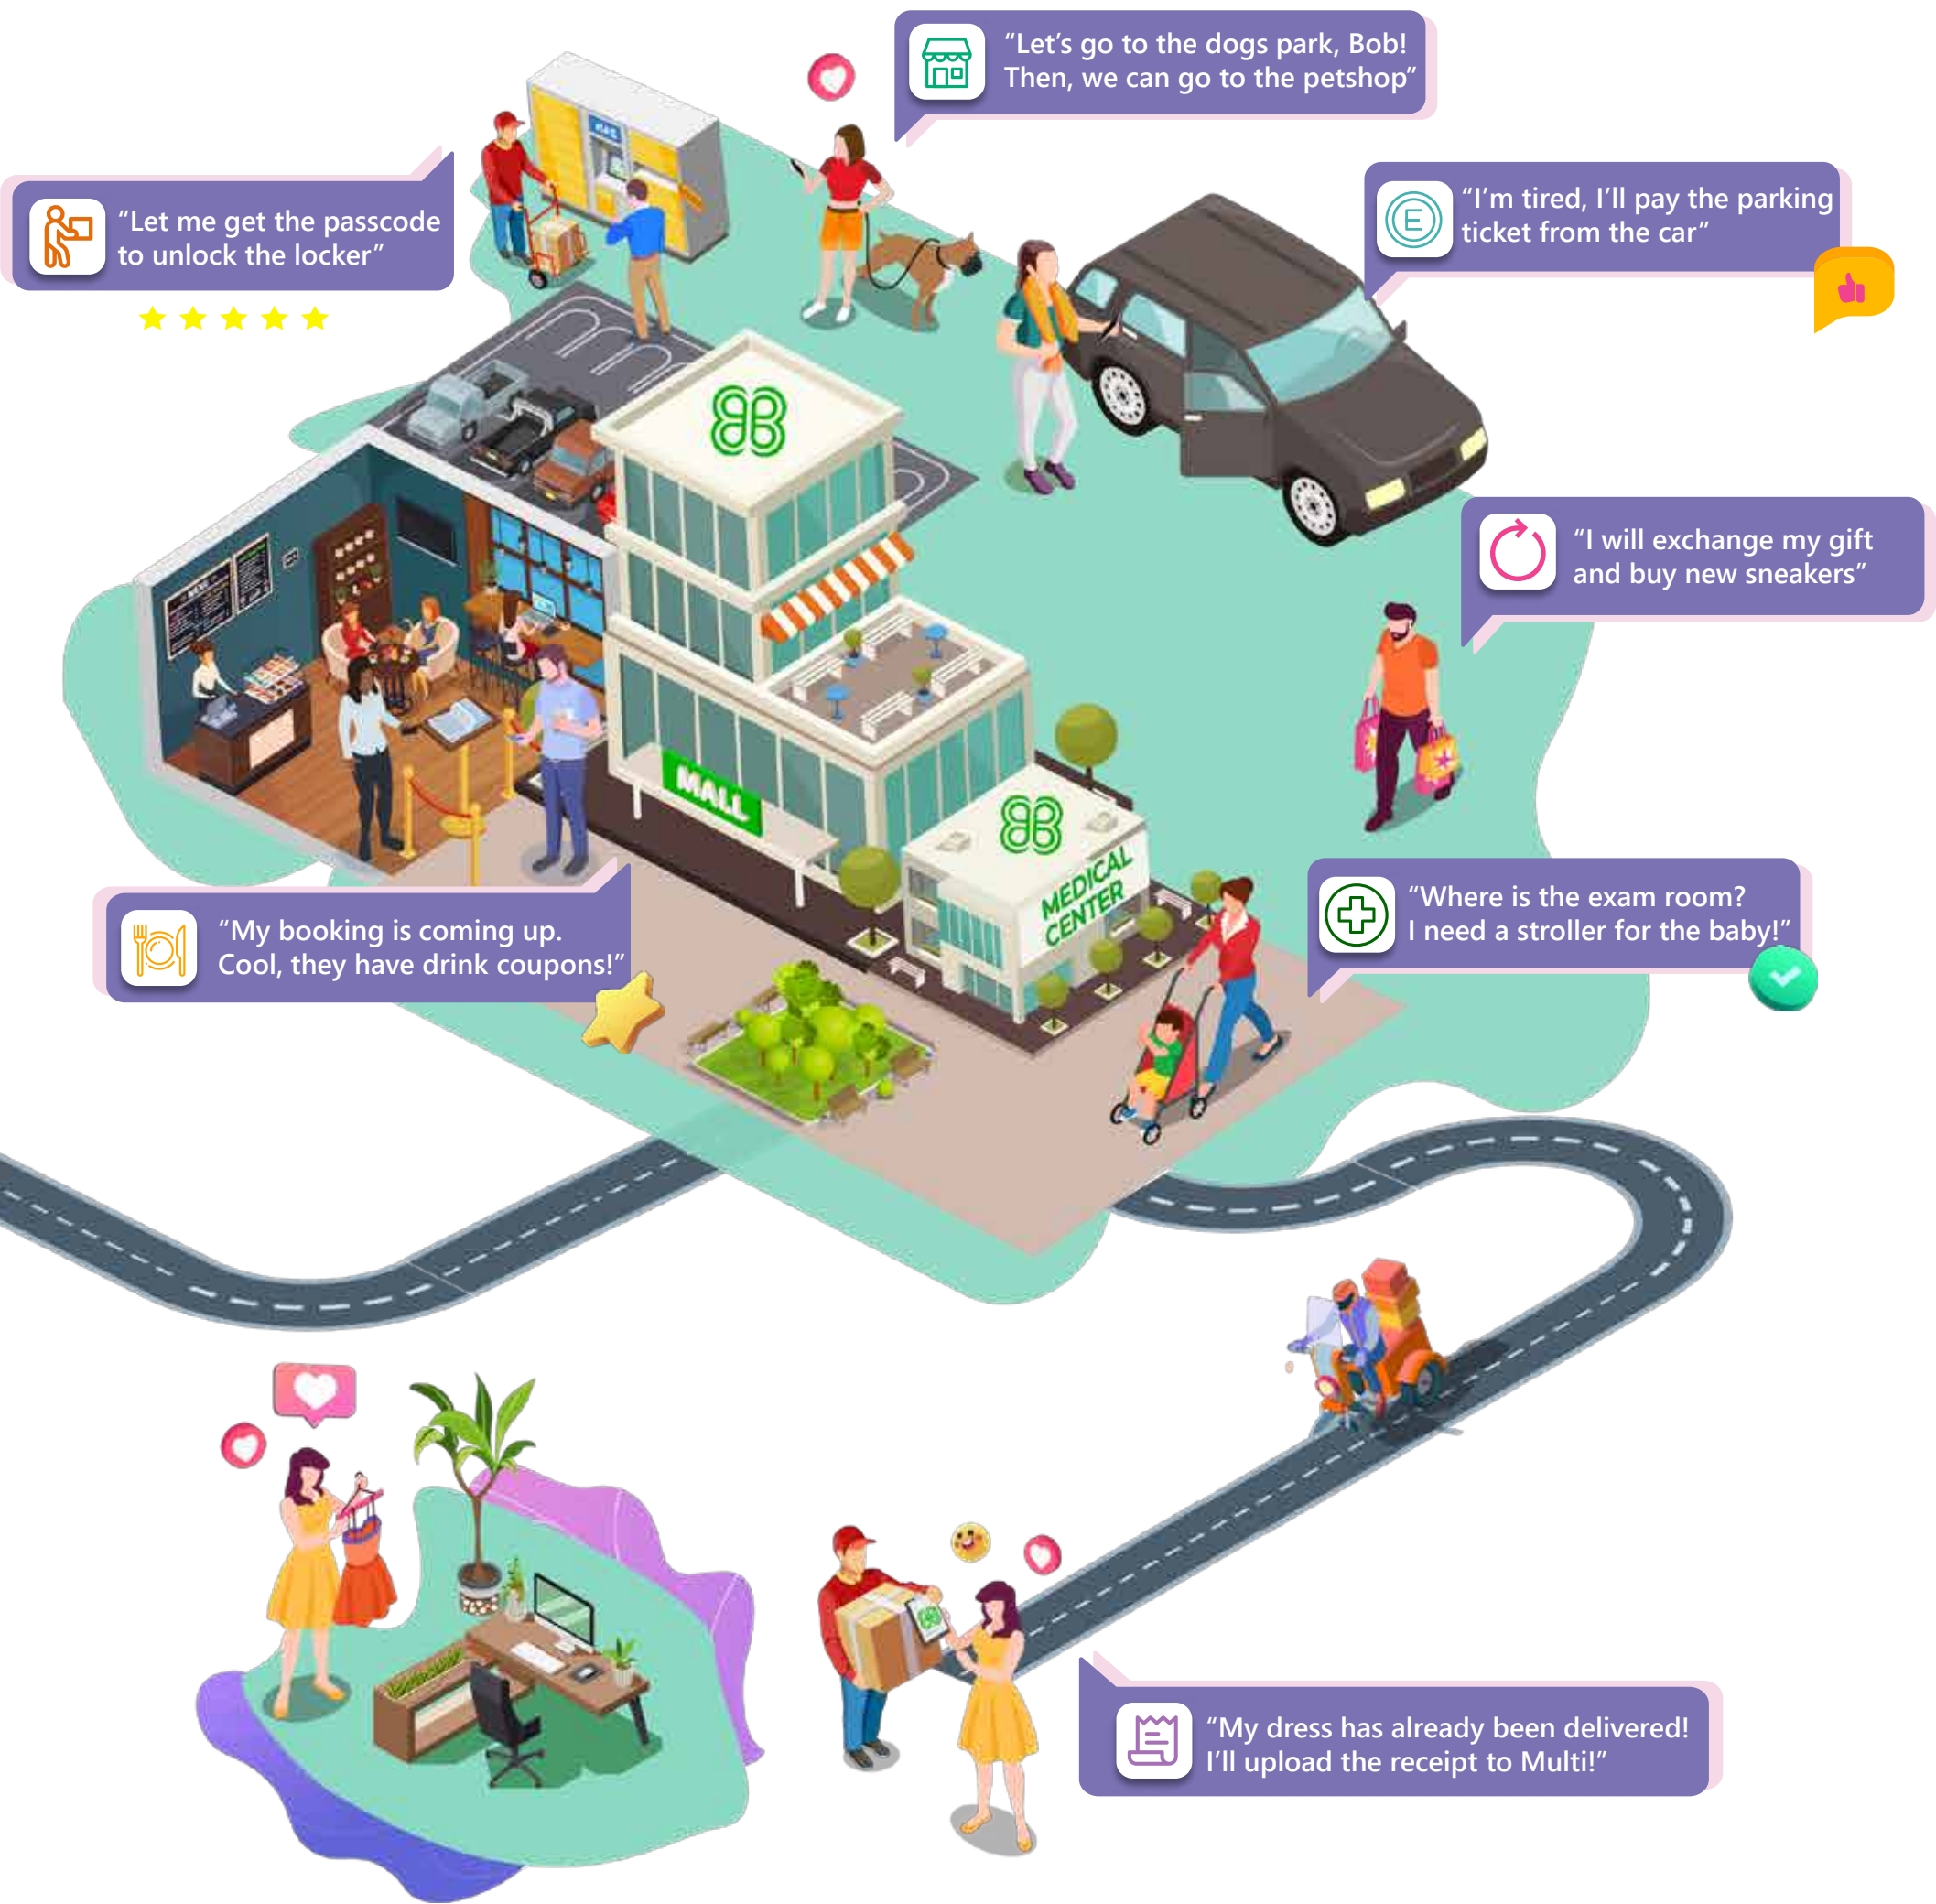 “Let’s go to the dogs park, Bob!
Then, we can go to the petshop”
“Let me get the passcode
to unlock the locker”
“I’m tired, I’ll pay the parking
ticket from the car”
E
“I will exchange my gift
and buy new sneakers”
MENU
MALL
MEDICAL
CENTER
“My booking is coming up.
Cool, they have drink coupons!”
“Where is the exam room?
I need a stroller for the baby!”
“My dress has already been delivered!
I’ll upload the receipt to Multi!”